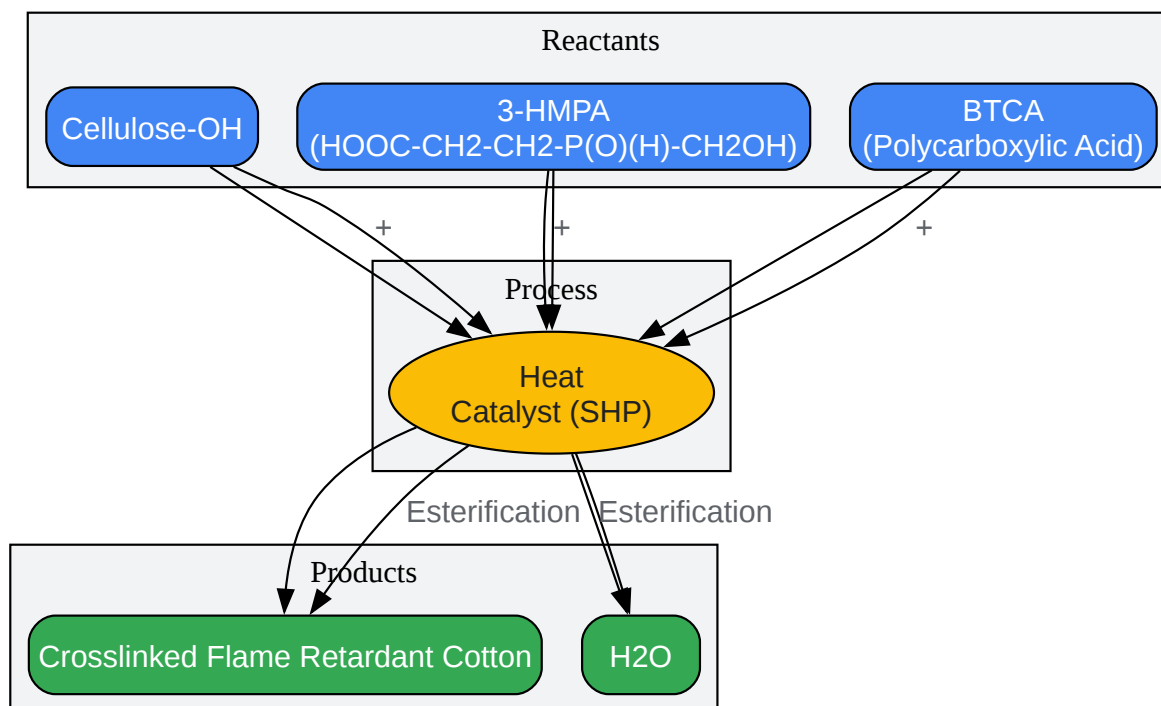 Reactants
Cellulose-OH
3-HMPA
(HOOC-CH2-CH2-P(O)(H)-CH2OH)
BTCA
(Polycarboxylic Acid)
+
+
+
Process
Heat
Catalyst (SHP)
Esterification
Esterification
Products
Crosslinked Flame Retardant Cotton
H2O